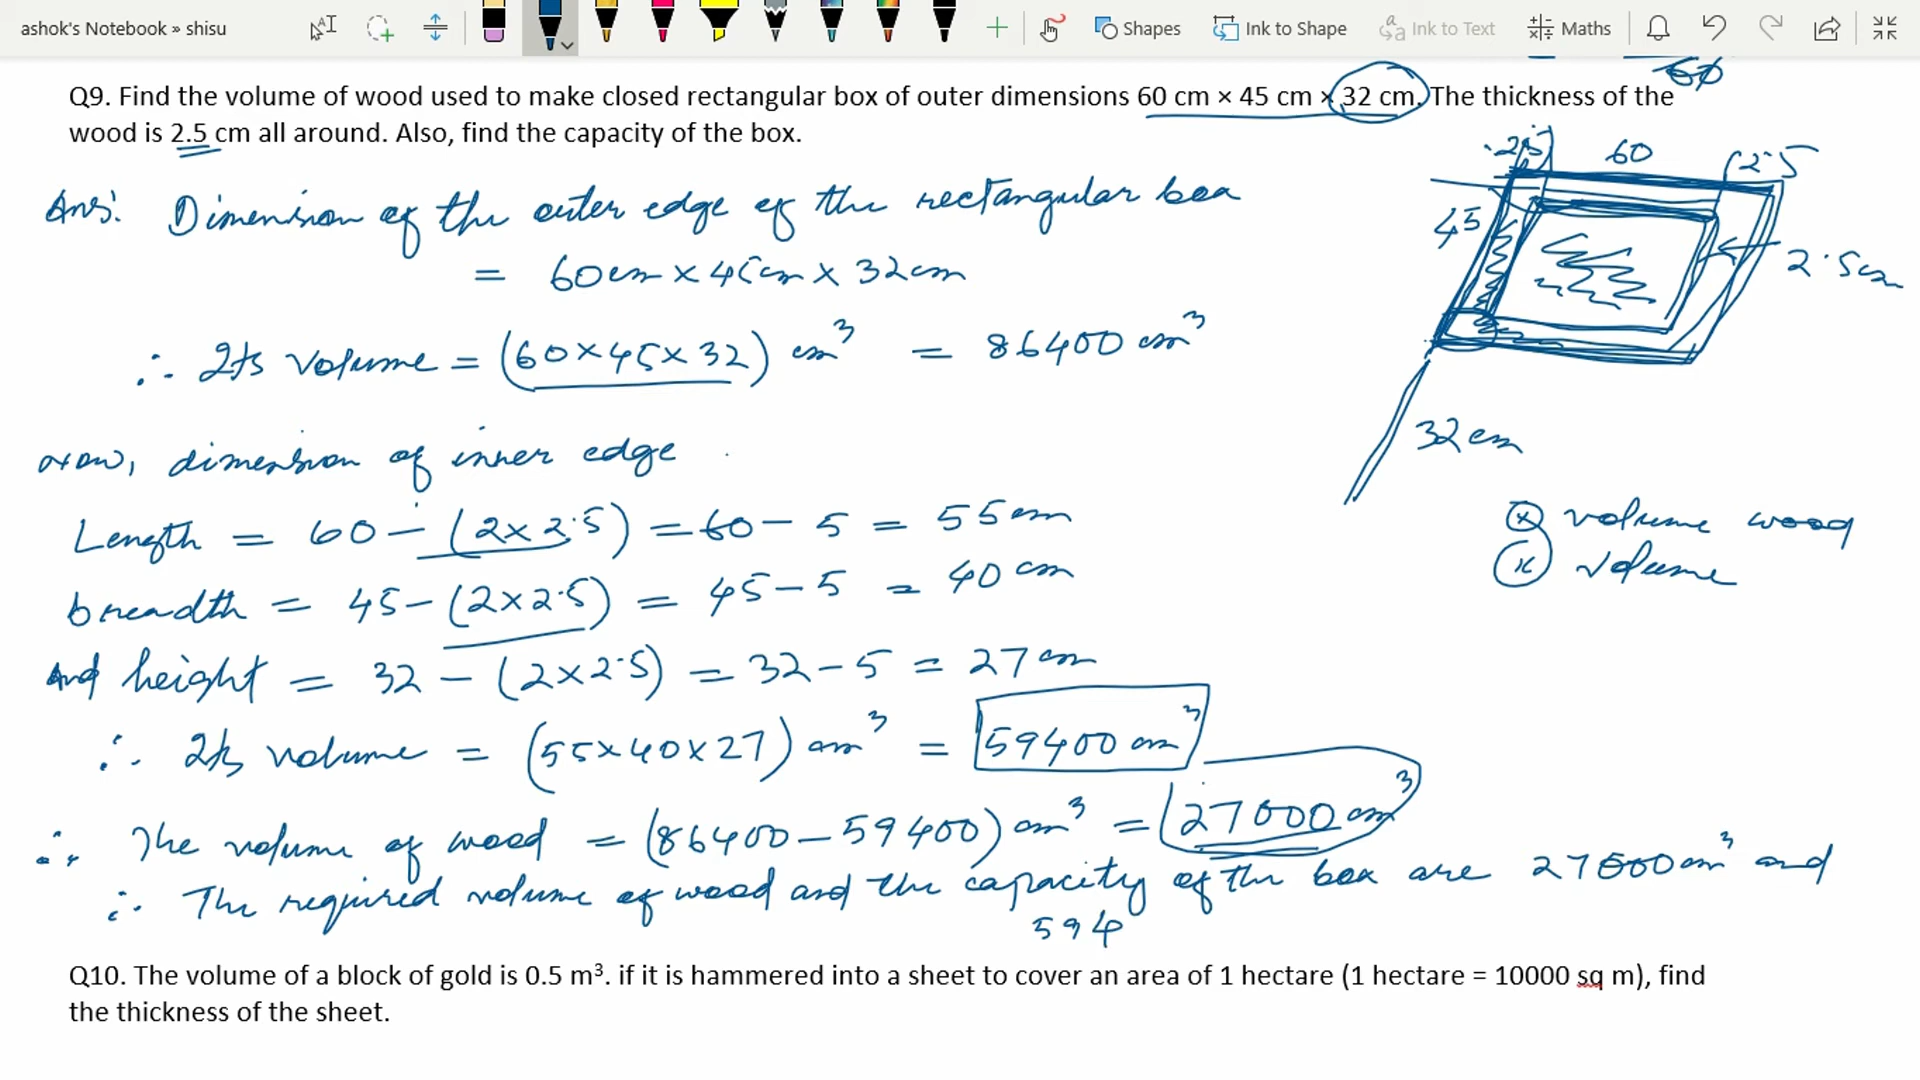 ashok's Notebook » shisu
Shapes
Ink to Shape
Ink to Text
Maths
60
Q9. Find the volume of wood used to make closed rectangular box of outer dimensions 60 cm × 45 cm × 32 cm. The thickness of the
wood is 2.5 cm all around. Also, find the capacity of the box.
2.5 60 2.5
45
2.5cm
32cm
Ans: Dimension of the outer edge of the rectangular box
= 60cm × 45cm × 32cm
∴ Its volume = (60×45×32) cm³ = 86400 cm³
Now, dimension of inner edge
Length = 60 – (2×2.5) = 60 – 5 = 55cm
breadth = 45 – (2×2.5) = 45 – 5 = 40 cm
And height = 32 – (2×2.5) = 32 – 5 = 27 cm
∴ Its volume = (55×40×27) cm³ = 59400 cm³
∴ The volume of wood = (86400 – 59400) cm³ = 27000 cm³
∴ The required volume of wood and the capacity of the box are 27000 cm³ and
594
volume wood
volume
Q10. The volume of a block of gold is 0.5 m³. if it is hammered into a sheet to cover an area of 1 hectare (1 hectare = 10000 sq m), find
the thickness of the sheet.